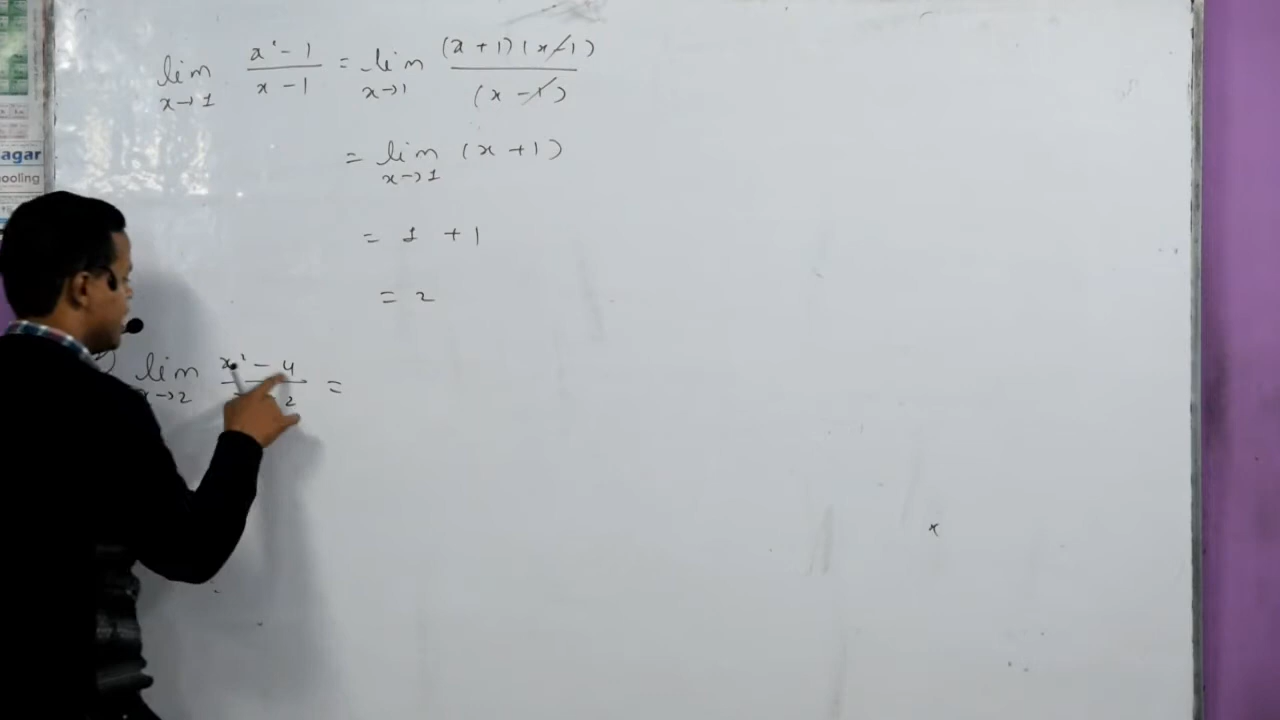 lim x→1 x² - 1 / x - 1 = lim x→1 (x + 1) (x - 1) / (x - 1)
= lim x→1 (x + 1)
= 1 + 1
= 2
lim x→2 x² - 4 / 2 =
x
agar
ooling